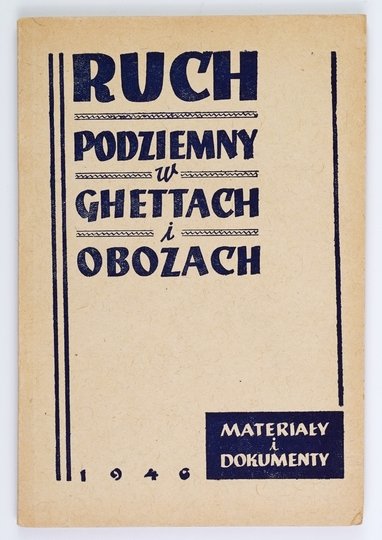 RUCH
PODZIEMNY
w
GHETTACH
i
OBOZACH
MATERIAŁY
i
DOKUMENTY
1946